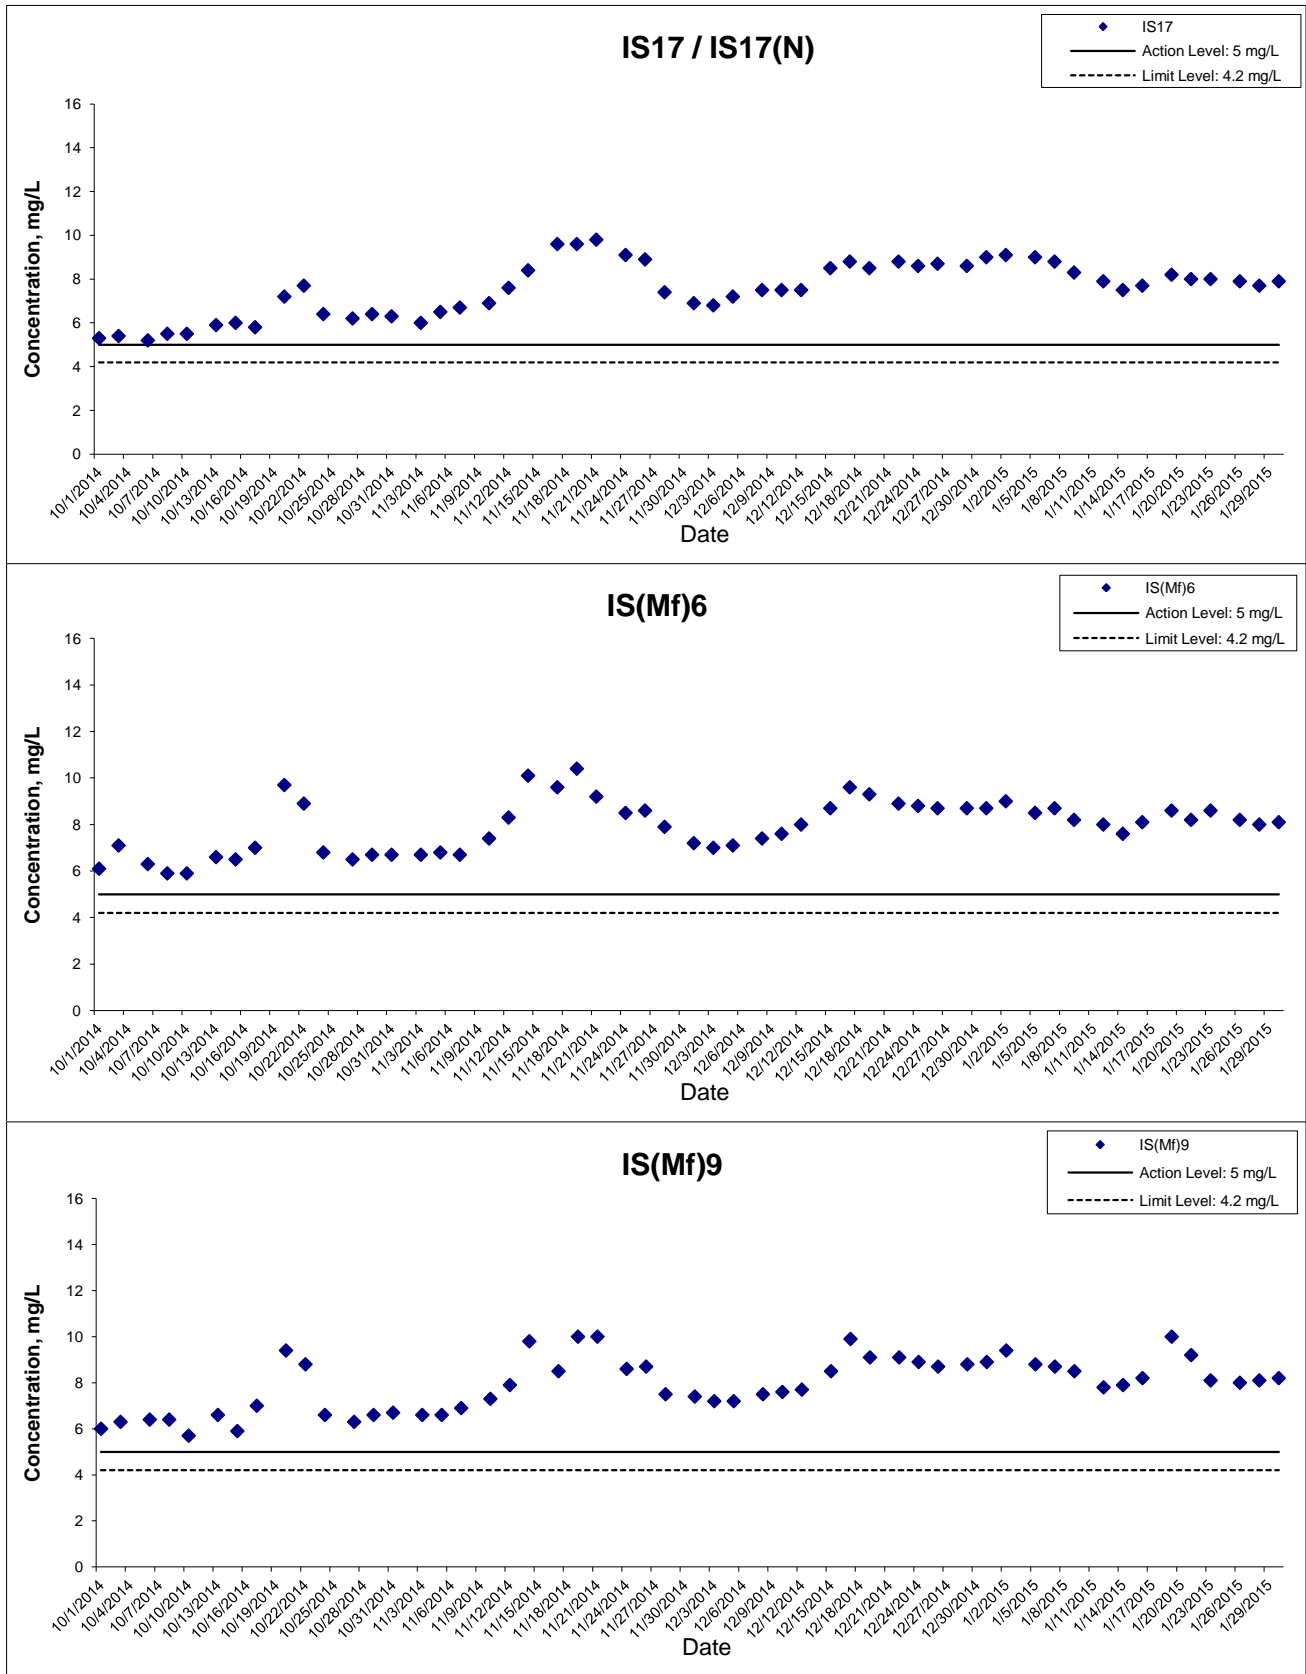 IS17 / IS17(N)
IS17
Action Level: 5 mg/L
Limit Level: 4.2 mg/L
Concentration, mg/L
16
14
12
10
8
6
4
2
0
10/1/2014 10/4/2014 10/7/2014 10/10/2014 10/13/2014 10/16/2014 10/19/2014 10/22/2014 10/25/2014 10/28/2014 10/31/2014 11/3/2014 11/6/2014 11/9/2014 11/12/2014 11/15/2014 11/18/2014 11/21/2014 11/24/2014 11/27/2014 11/30/2014 12/3/2014 12/6/2014 12/9/2014 12/12/2014 12/15/2014 12/18/2014 12/21/2014 12/24/2014 12/27/2014 12/30/2014 1/2/2015 1/5/2015 1/8/2015 1/11/2015 1/14/2015 1/17/2015 1/20/2015 1/23/2015 1/26/2015 1/29/2015
Date
IS(Mf)6
IS(Mf)6
Action Level: 5 mg/L
Limit Level: 4.2 mg/L
Concentration, mg/L
16
14
12
10
8
6
4
2
0
10/1/2014 10/4/2014 10/7/2014 10/10/2014 10/13/2014 10/16/2014 10/19/2014 10/22/2014 10/25/2014 10/28/2014 10/31/2014 11/3/2014 11/6/2014 11/9/2014 11/12/2014 11/15/2014 11/18/2014 11/21/2014 11/24/2014 11/27/2014 11/30/2014 12/3/2014 12/6/2014 12/9/2014 12/12/2014 12/15/2014 12/18/2014 12/21/2014 12/24/2014 12/27/2014 12/30/2014 1/2/2015 1/5/2015 1/8/2015 1/11/2015 1/14/2015 1/17/2015 1/20/2015 1/23/2015 1/26/2015 1/29/2015
Date
IS(Mf)9
IS(Mf)9
Action Level: 5 mg/L
Limit Level: 4.2 mg/L
Concentration, mg/L
16
14
12
10
8
6
4
2
0
10/1/2014 10/4/2014 10/7/2014 10/10/2014 10/13/2014 10/16/2014 10/19/2014 10/22/2014 10/25/2014 10/28/2014 10/31/2014 11/3/2014 11/6/2014 11/9/2014 11/12/2014 11/15/2014 11/18/2014 11/21/2014 11/24/2014 11/27/2014 11/30/2014 12/3/2014 12/6/2014 12/9/2014 12/12/2014 12/15/2014 12/18/2014 12/21/2014 12/24/2014 12/27/2014 12/30/2014 1/2/2015 1/5/2015 1/8/2015 1/11/2015 1/14/2015 1/17/2015 1/20/2015 1/23/2015 1/26/2015 1/29/2015
Date